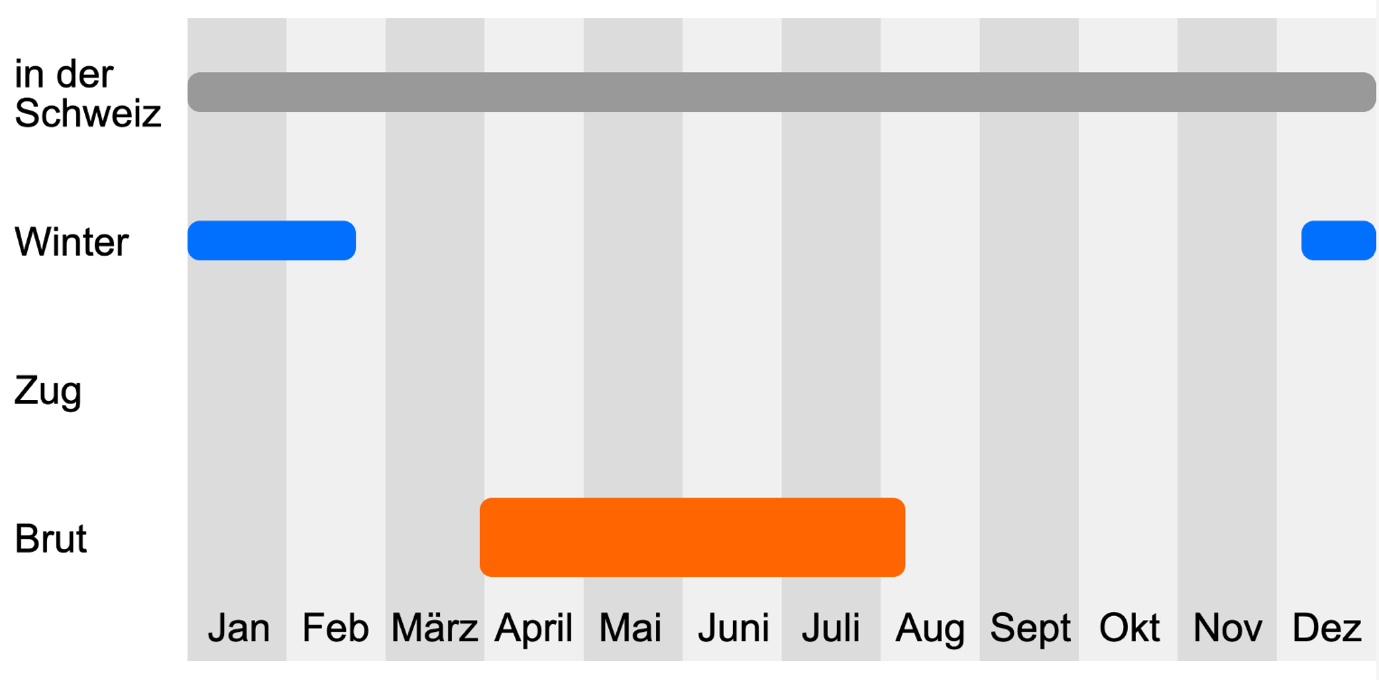 in der
Schweiz
Winter
Zug
Brut
Jan Feb März April Mai Juni Juli Aug Sept Okt Nov Dez